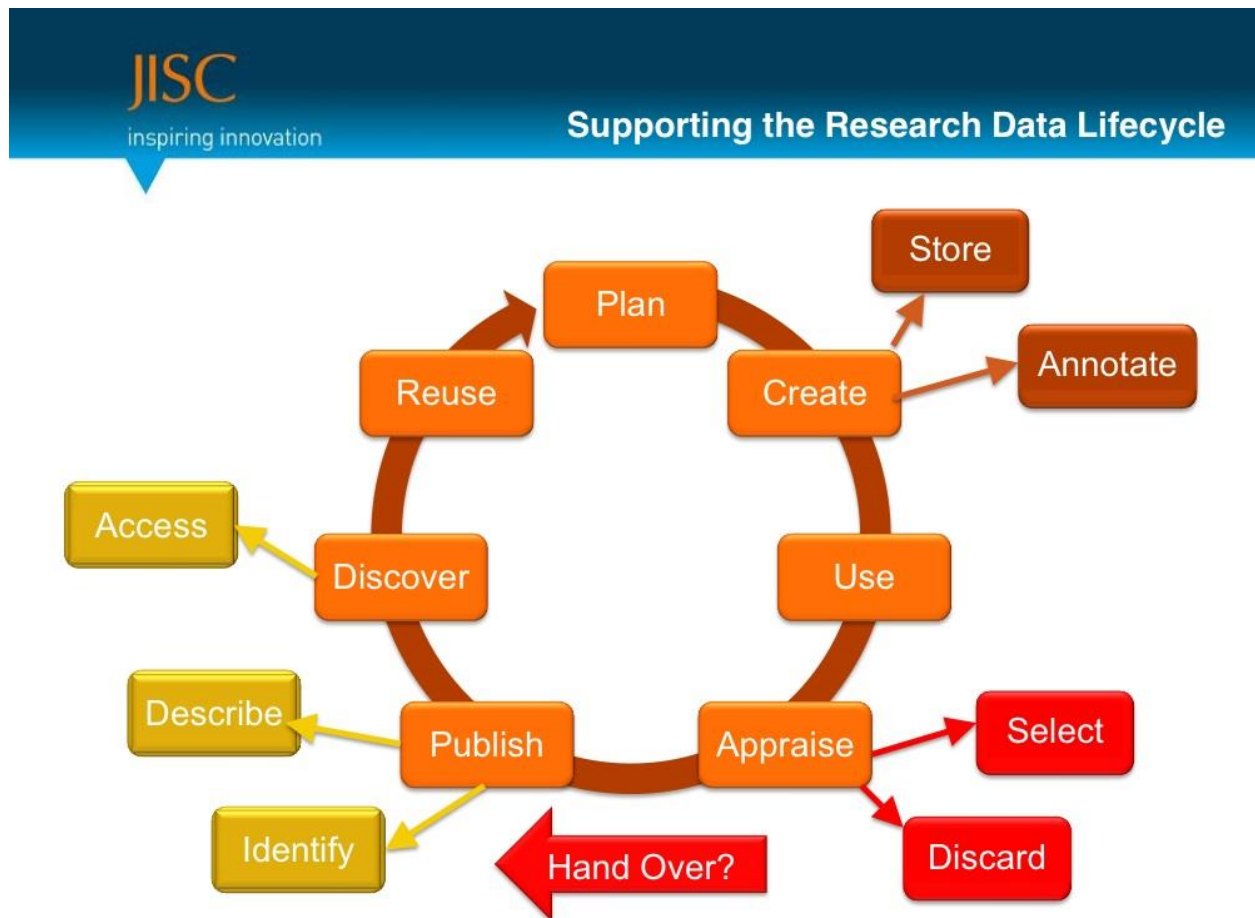 JISC
inspiring innovation
Supporting the Research Data Lifecycle
Store
Plan
Annotate
Create
Reuse
Access
Discover
Use
Describe
Publish
Appraise
Select
Identify
Hand Over?
Discard